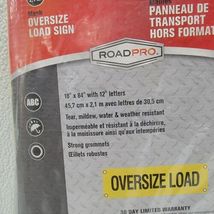 OVERSIZE
LOAD SIGN
PANNEAU DE
TRANSPORT
HORS FORMAT
ROADPRO.
ABC
18" x 84" with 12" letters
45,7 cm x 2,1 m avec lettres de 30,5 cm
Tear, mildew, water & weather resistant
Imperméable et résistant à la déchirure,
à la moisissure ainsi qu'aux intempéries
Strong grommets
Œillets robustes
OVERSIZE LOAD
30 DAY LIMITED WARRANTY